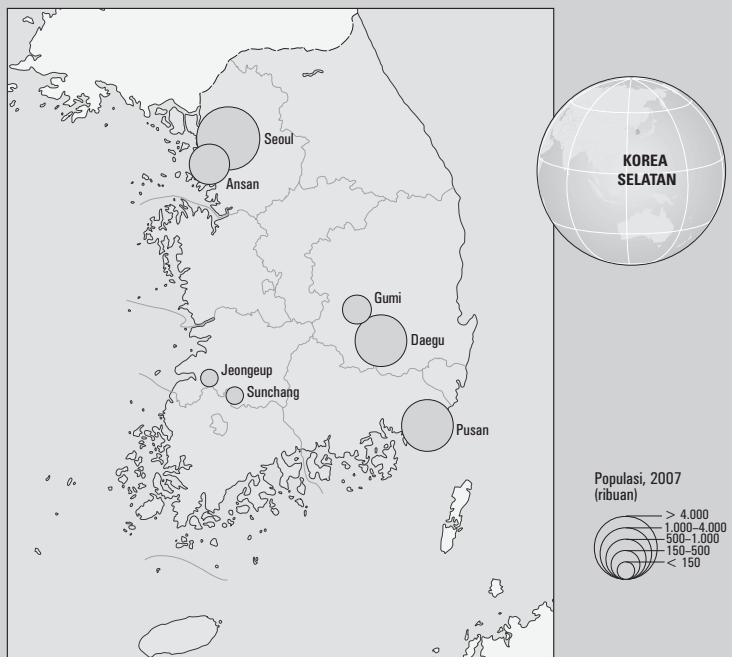 Seoul
Ansan
Gumi
Daegu
Jeongeup
Sunchang
Pusan
KOREA
SELATAN
Populasi, 2007
(ribuan)
> 4.000
1.000–4.000
500–1.000
150–500
< 150